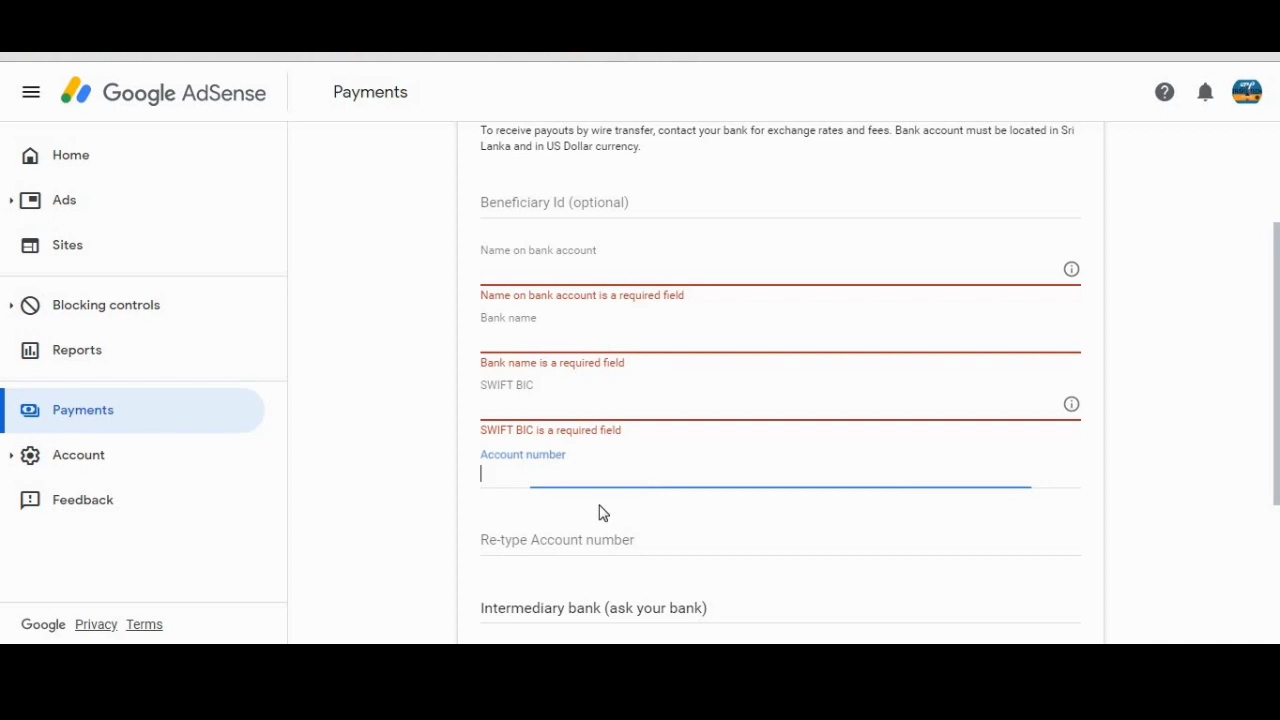 Google AdSense
Payments
Home
Ads
Sites
Blocking controls
Reports
Payments
Account
Feedback
Google Privacy Terms
To receive payouts by wire transfer, contact your bank for exchange rates and fees. Bank account must be located in Sri
Lanka and in US Dollar currency.
Beneficiary Id (optional)
Name on bank account
Name on bank account is a required field
Bank name
Bank name is a required field
SWIFT BIC
SWIFT BIC is a required field
Account number
Re-type Account number
Intermediary bank (ask your bank)